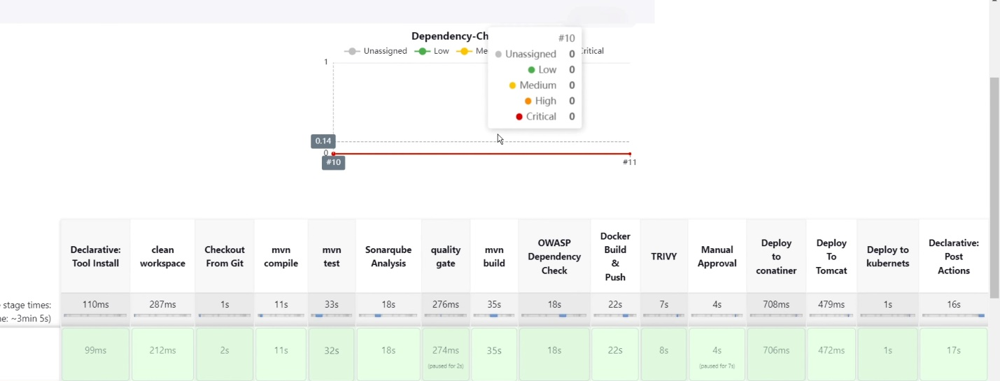 Dependency-Ch
Unassigned Low Me ritical
#10
Unassigned 0
Low 0
Medium 0
High 0
Critical 0
1
0.14
0
#10
#11
Declarative: Tool Install
clean workspace
Checkout From Git
mvn compile
mvn test
Sonarqube Analysis
quality gate
mvn build
OWASP Dependency Check
Docker Build & Push
TRIVY
Manual Approval
Deploy to conatiner
Deploy To Tomcat
Deploy to kubernets
Declarative: Post Actions
stage times: 110ms 287ms 1s 11s 33s 18s 276ms 35s 18s 22s 7s 4s 708ms 479ms 1s 16s
ne: ~3min 5s)
99ms 212ms 2s 11s 32s 18s 274ms 35s 18s 22s 8s 4s 706ms 472ms 1s 17s
(paused for 2s) (paused for 7s)